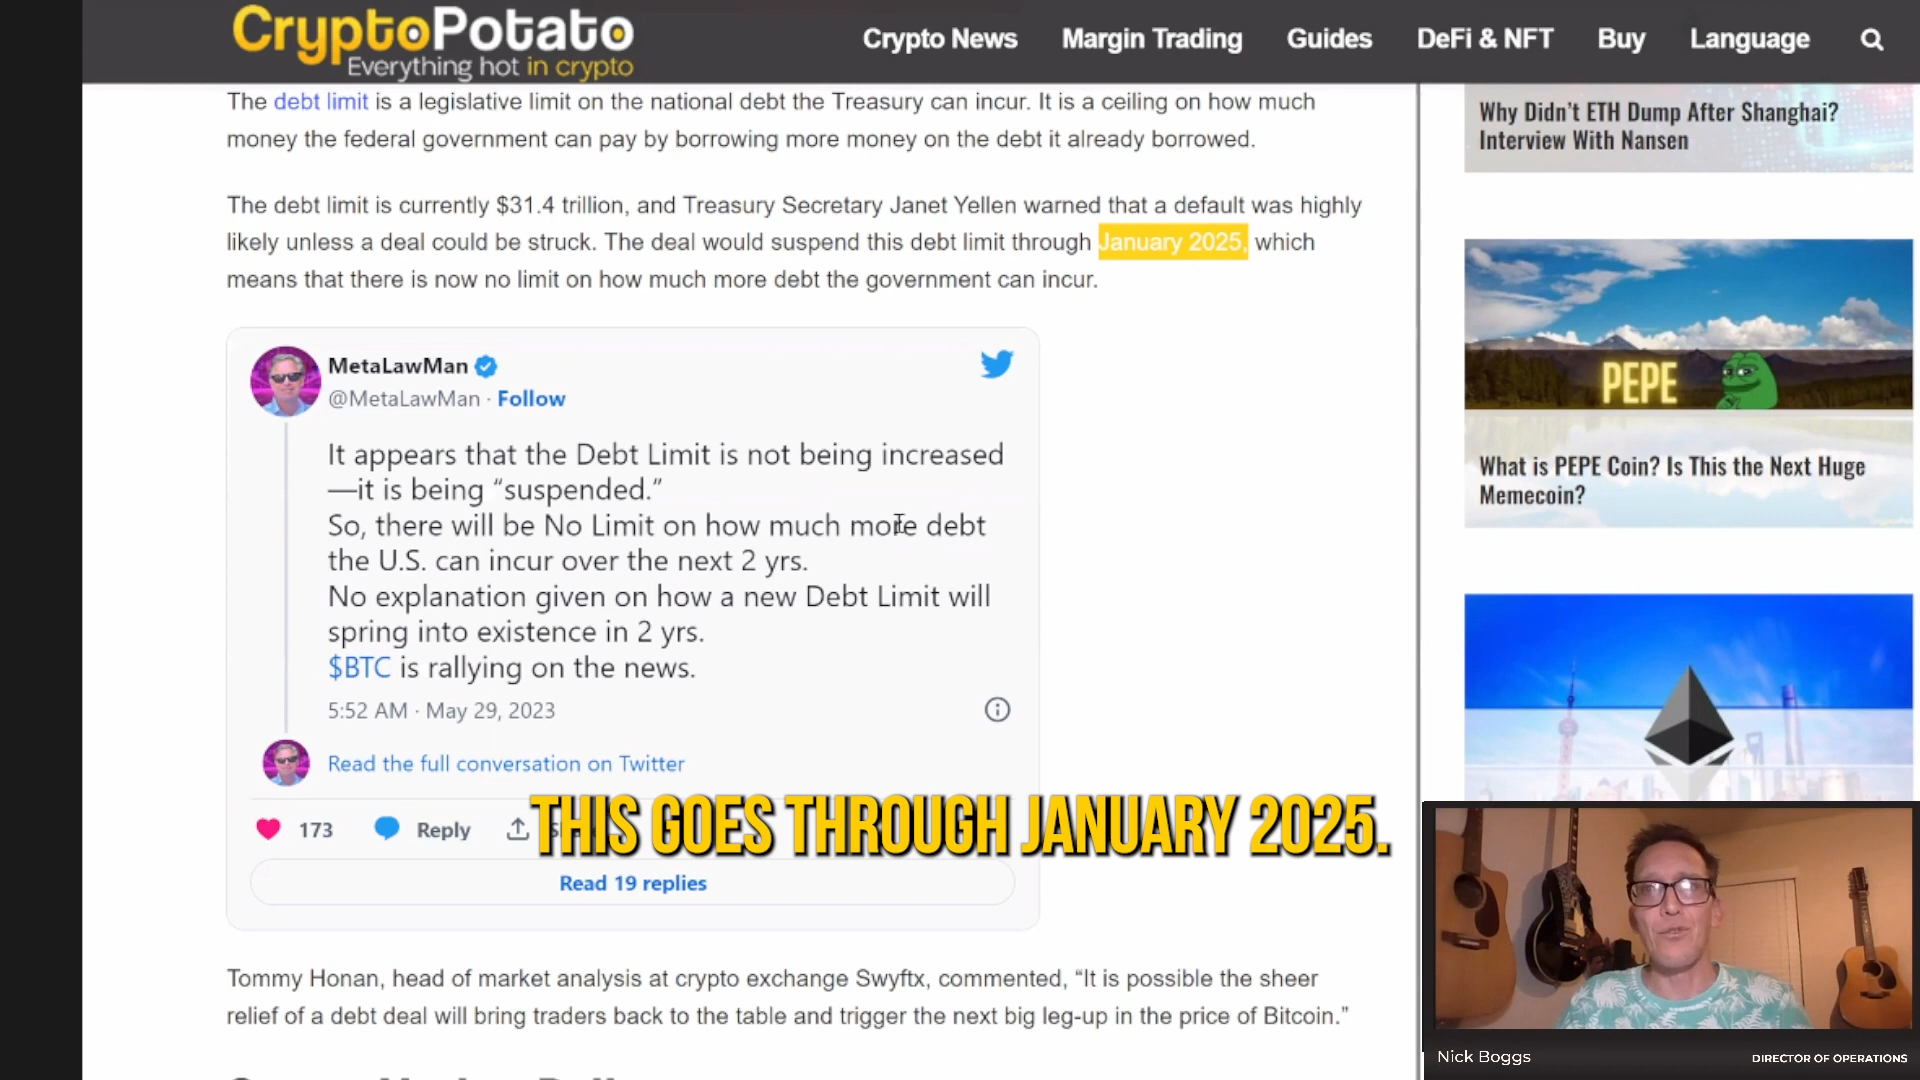 CryptoPotato
Everything hot in crypto
Crypto News
Margin Trading
Guides
DeFi & NFT
Buy
Language
The debt limit is a legislative limit on the national debt the Treasury can incur. It is a ceiling on how much
money the federal government can pay by borrowing more money on the debt it already borrowed.
The debt limit is currently $31.4 trillion, and Treasury Secretary Janet Yellen warned that a default was highly
likely unless a deal could be struck. The deal would suspend this debt limit through January 2025, which
means that there is now no limit on how much more debt the government can incur.
MetaLawMan
@MetaLawMan · Follow
It appears that the Debt Limit is not being increased
—it is being “suspended.”
So, there will be No Limit on how much more debt
the U.S. can incur over the next 2 yrs.
No explanation given on how a new Debt Limit will
spring into existence in 2 yrs.
$BTC is rallying on the news.
5:52 AM · May 29, 2023
Read the full conversation on Twitter
173
Reply
Read 19 replies
THIS GOES THROUGH JANUARY 2025.
Tommy Honan, head of market analysis at crypto exchange Swyftx, commented, “It is possible the sheer
relief of a debt deal will bring traders back to the table and trigger the next big leg-up in the price of Bitcoin.”
Why Didn’t ETH Dump After Shanghai?
Interview With Nansen
PEPE
What is PEPE Coin? Is This the Next Huge
Memecoin?
Nick Boggs
DIRECTOR OF OPERATIONS